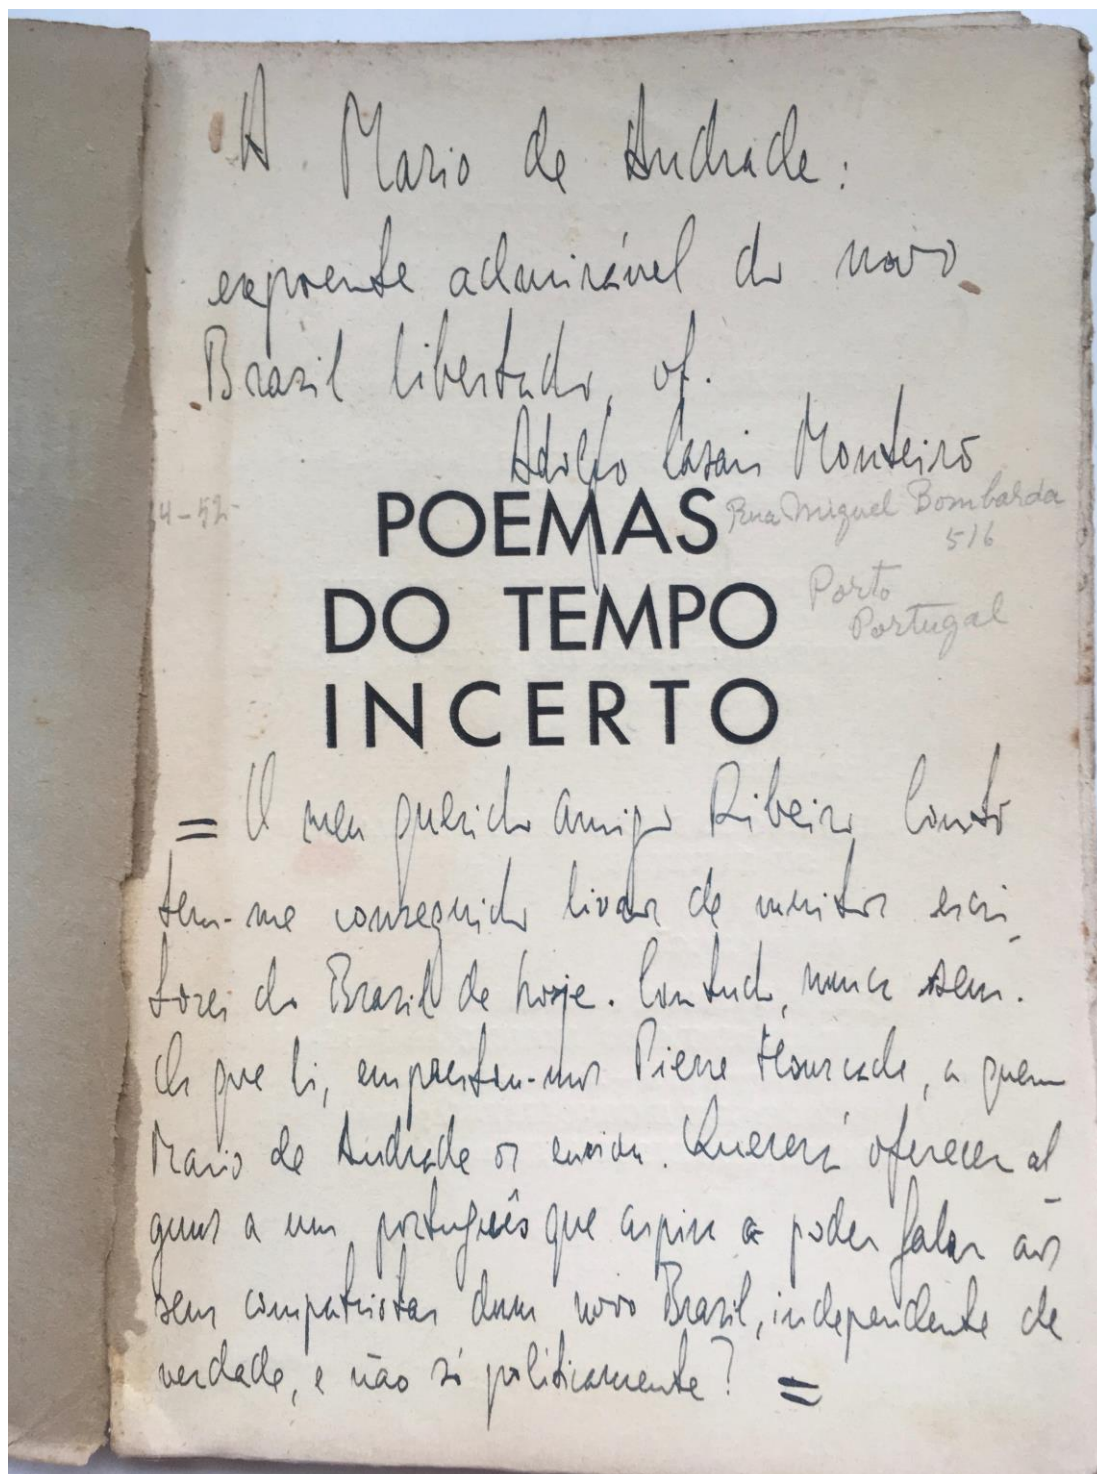 A Mario de Andrade:
expoente admirável do novo
Brazil libertado, of.
Adolfo Casais Monteiro
4-52-
POEMAS
DO TEMPO
INCERTO
Rua Miguel Bombarda
516
Porto
Portugal
= O meu querido amigo Ribeiro Couto
tem-me conseguido livros de muitos escri-
tores do Brazil de hoje. Contudo, nunca seus.
Os que li, emprestou-mos Pierre Hourcade, a quem
Mario de Andrade os enviou. Quererá oferecer al-
guns a um português que aspira a poder falar aos
seus compatriotas dum novo Brazil, independente de
verdade, e não só politicamente? =